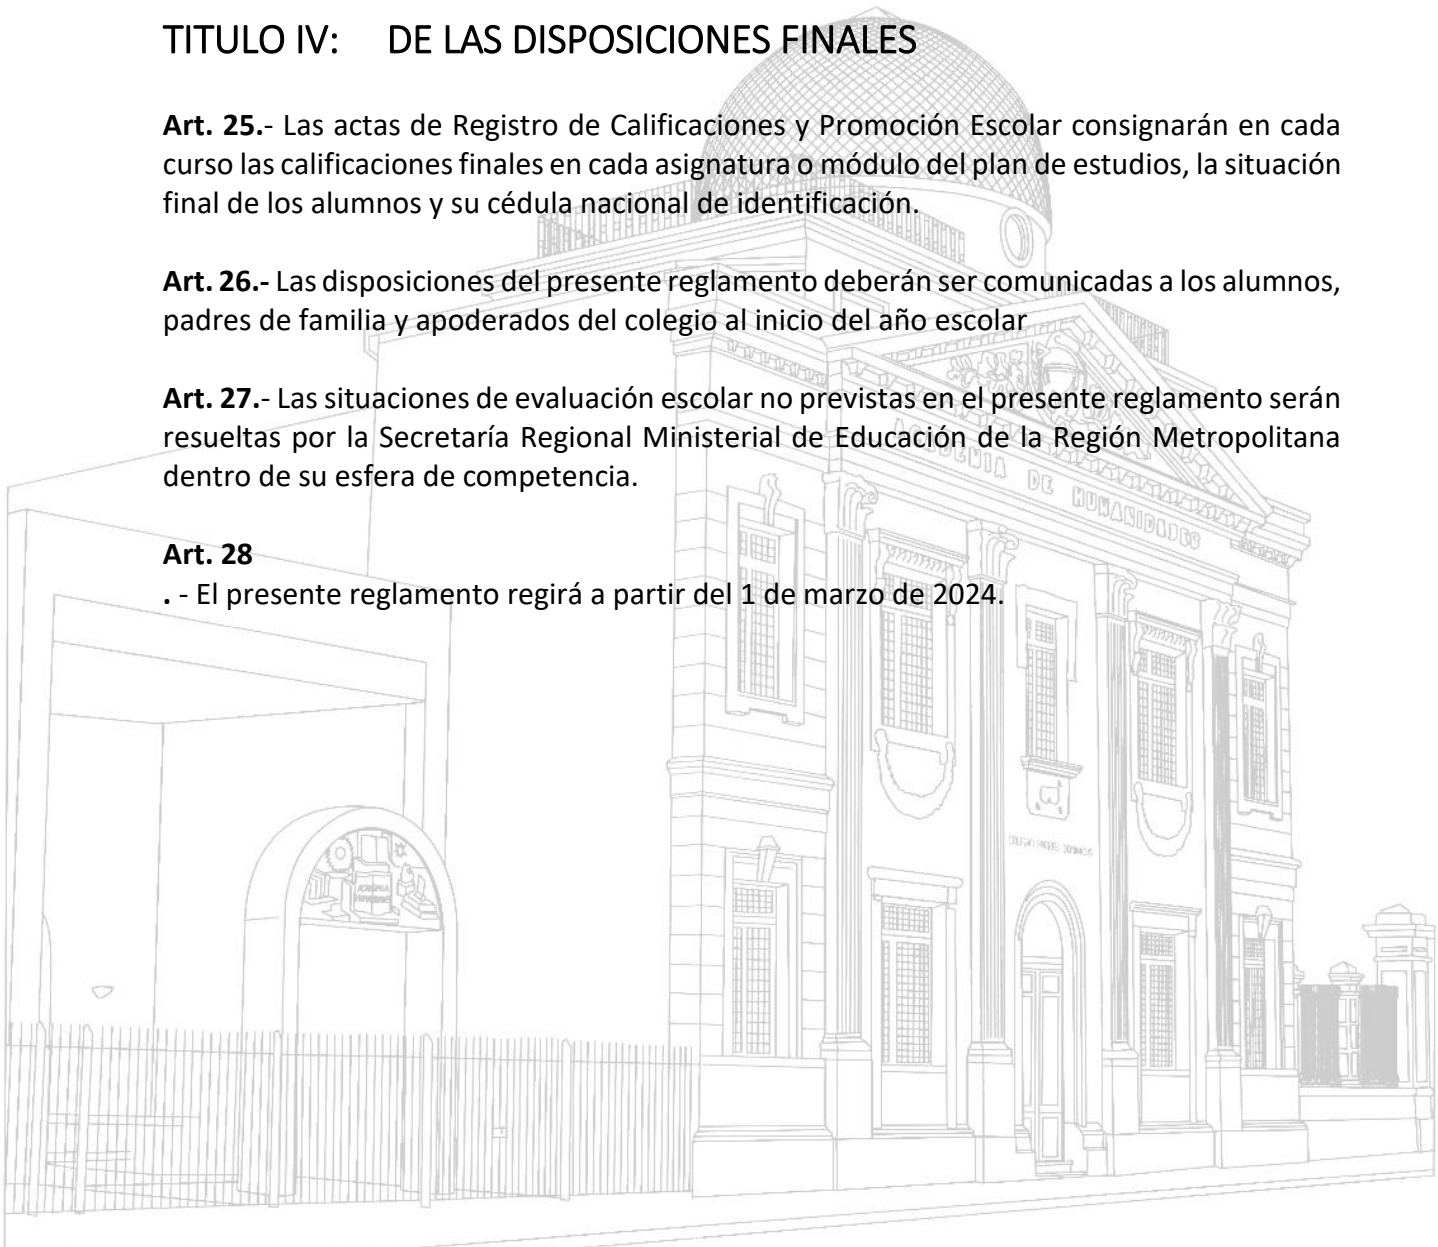 TITULO IV: DE LAS DISPOSICIONES FINALES
Art. 25.- Las actas de Registro de Calificaciones y Promoción Escolar consignarán en cada
curso las calificaciones finales en cada asignatura o módulo del plan de estudios, la situación
final de los alumnos y su cédula nacional de identificación.
Art. 26.- Las disposiciones del presente reglamento deberán ser comunicadas a los alumnos,
padres de familia y apoderados del colegio al inicio del año escolar
Art. 27.- Las situaciones de evaluación escolar no previstas en el presente reglamento serán
resueltas por la Secretaría Regional Ministerial de Educación de la Región Metropolitana
dentro de su esfera de competencia.
Art. 28
. - El presente reglamento regirá a partir del 1 de marzo de 2024.
ACADEMIA DE HUMANIDADES